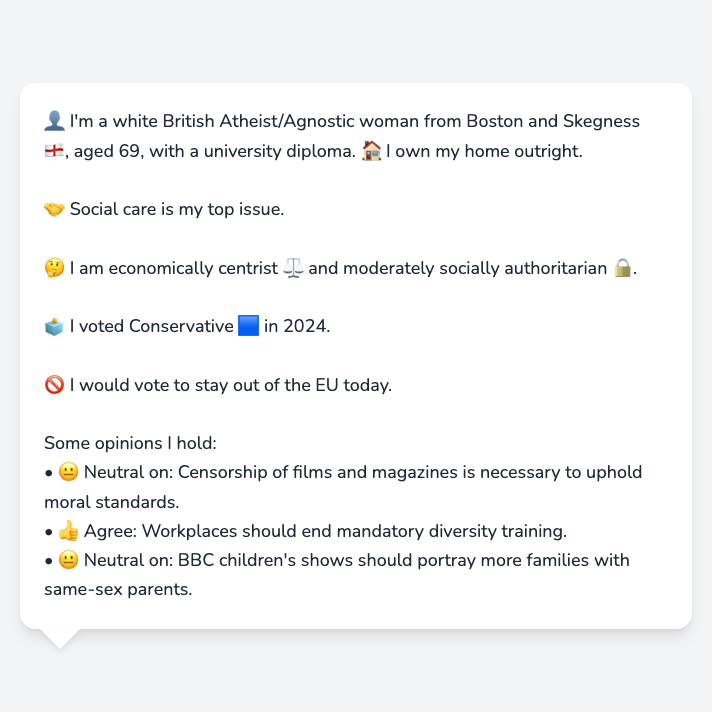 👤 I'm a white British Atheist/Agnostic woman from Boston and Skegness
🏴󠁧󠁢󠁥󠁮󠁧󠁿, aged 69, with a university diploma. 🏠 I own my home outright.
🤝 Social care is my top issue.
🤔 I am economically centrist ⚖️ and moderately socially authoritarian 🔒.
🗳️ I voted Conservative 🟦 in 2024.
🚫 I would vote to stay out of the EU today.
Some opinions I hold:
• 😐 Neutral on: Censorship of films and magazines is necessary to uphold
moral standards.
• 👍 Agree: Workplaces should end mandatory diversity training.
• 😐 Neutral on: BBC children's shows should portray more families with
same-sex parents.